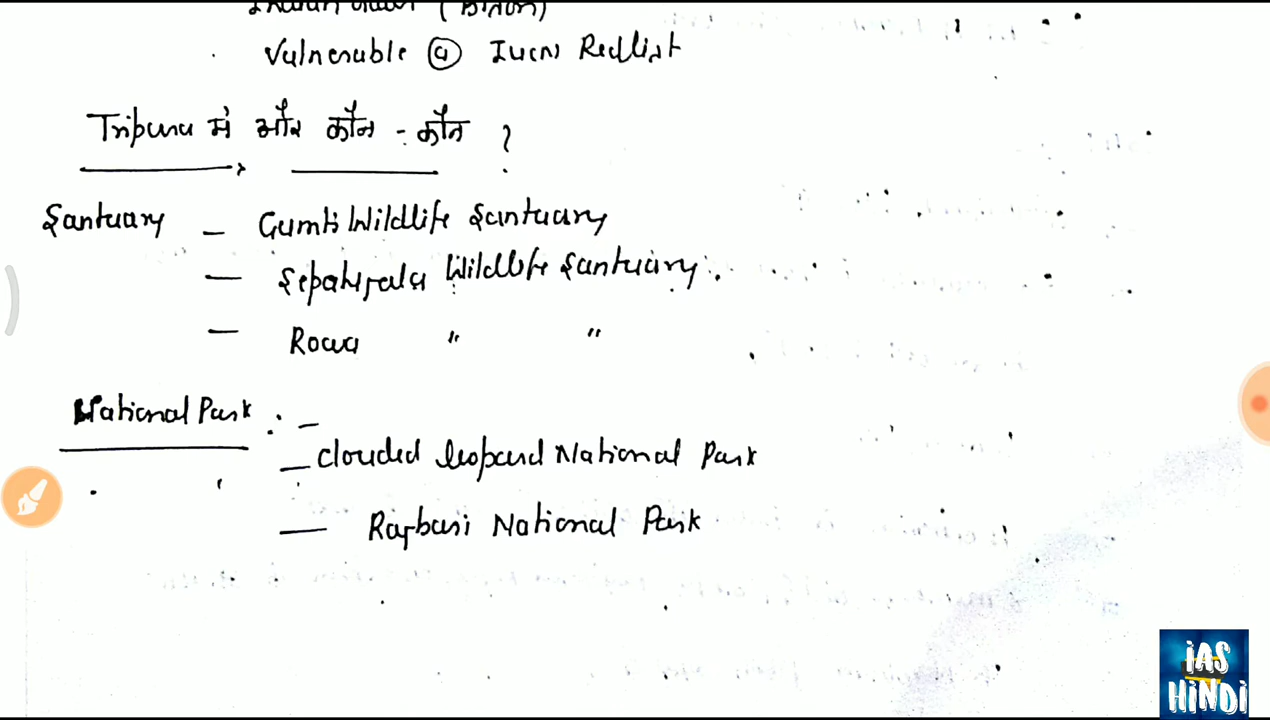 Vulnerable @ IUCN Redlist
Tripura में और कौन - कौन ?
Santuary - Gumti Wildlife Santuary
- Sepahijala Wildlife Santuary.
- Rowa " "
National Park :-
- Clouded leopard National Park
- Rajbari National Park
iAS
HiNDi